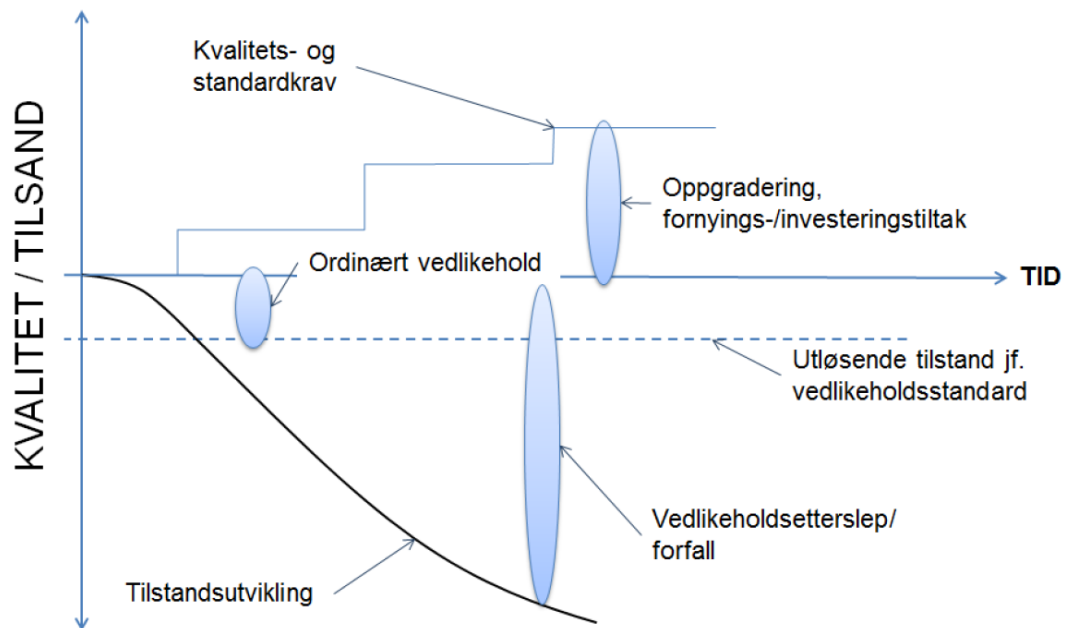 KVALITET / TILSAND
Kvalitets- og
standardkrav
Oppgradering,
fornyings-/investeringstiltak
Ordinært vedlikehold
TID
Utløsende tilstand jf.
vedlikeholdsstandard
Vedlikeholdsetterslep/
forfall
Tilstandsutvikling